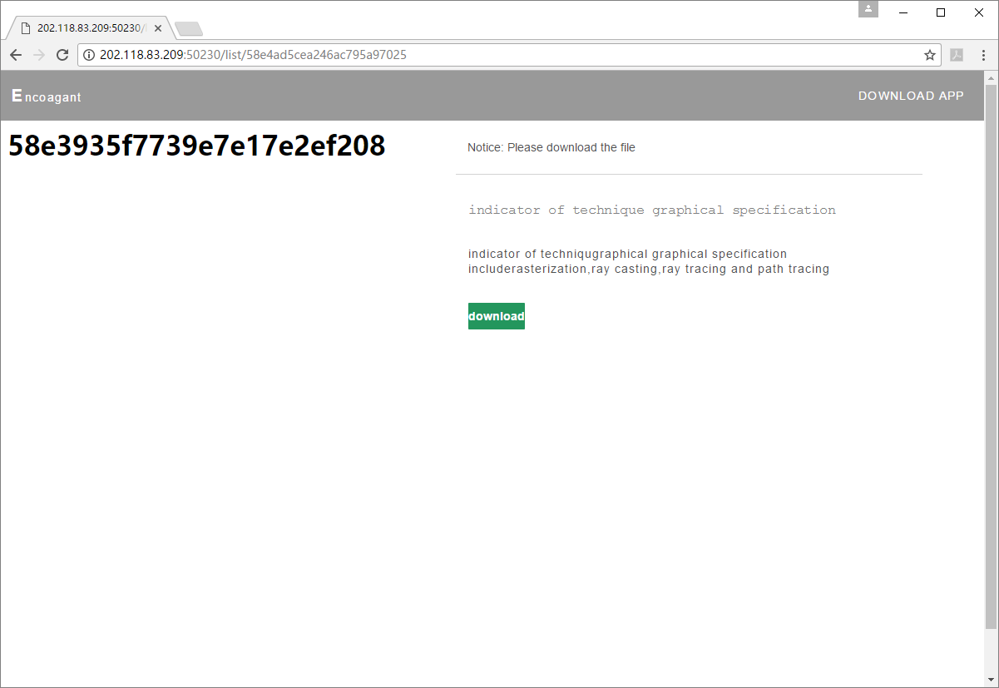 202.118.83.209:50230/
202.118.83.209:50230/list/58e4ad5cea246ac795a97025
Encoagant
DOWNLOAD APP
58e3935f7739e7e17e2ef208
Notice: Please download the file
indicator of technique graphical specification
indicator of techniqugraphical graphical specification
includerasterization,ray casting,ray tracing and path tracing
download